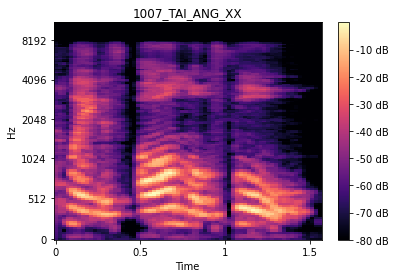 1007_TAI_ANG_XX
8192
4096
2048
1024
512
0
Hz
0
0.5
1
1.5
Time
-10 dB
-20 dB
-30 dB
-40 dB
-50 dB
-60 dB
-70 dB
-80 dB